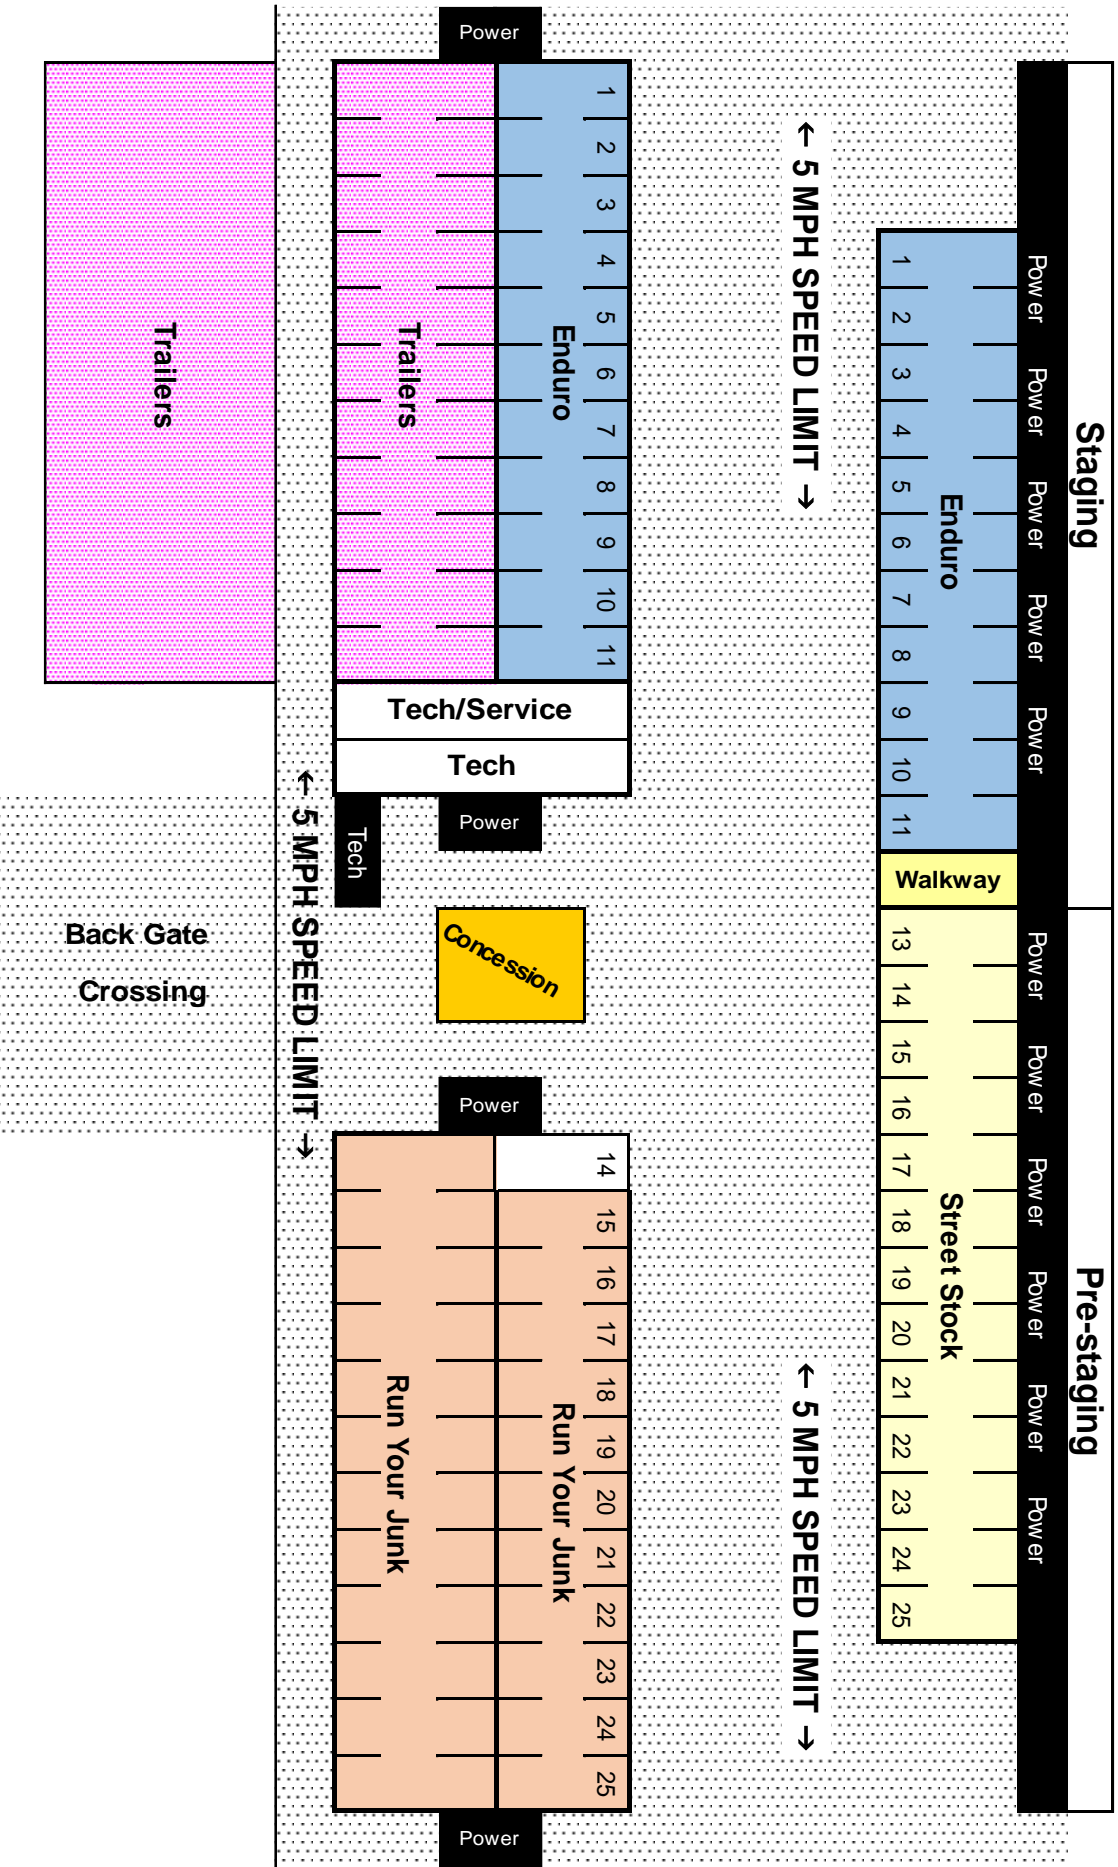 Power
Trailers
Trailers
Enduro
1
2
3
4
5
6
7
8
9
10
11
Tech/Service
Tech
Tech
Power
← 5 MPH SPEED LIMIT →
Back Gate
Crossing
Concession
Power
14
15
16
17
18
19
20
21
22
23
24
25
Run Your Junk
Run Your Junk
Power
← 5 MPH SPEED LIMIT →
← 5 MPH SPEED LIMIT →
1
2
3
4
5
6
7
8
9
10
11
Enduro
Walkway
13
14
15
16
17
18
19
20
21
22
23
24
25
Street Stock
Power
Power
Power
Power
Power
Power
Power
Power
Power
Power
Power
Staging
Pre-staging